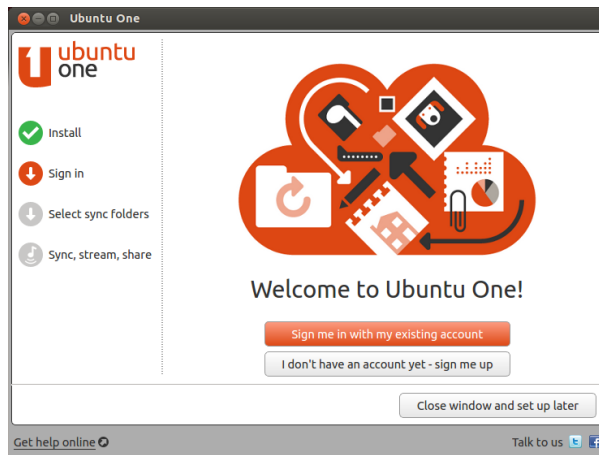 Ubuntu One
ubuntu
one
Install
Sign in
Select sync folders
Sync, stream, share
Welcome to Ubuntu One!
Sign me in with my existing account
I don't have an account yet - sign me up
Close window and set up later
Get help online
Talk to us